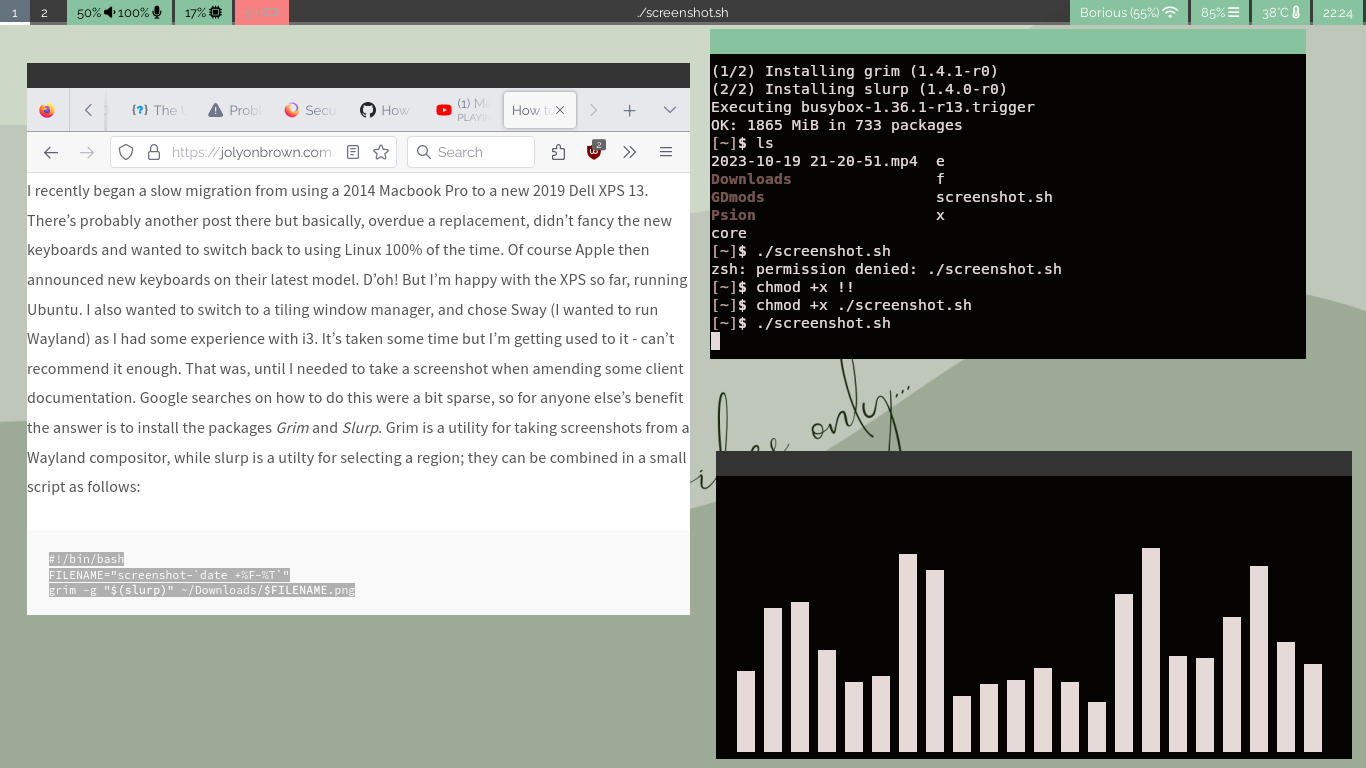 1 2 50% 100% 17% ./screenshot.sh Borious (55%) 85% 38°C 22:24
(1/2) Installing grim (1.4.1-r0)
(2/2) Installing slurp (1.4.0-r0)
Executing busybox-1.36.1-r13.trigger
OK: 1865 MiB in 733 packages
[~]$ ls
2023-10-19 21-20-51.mp4 e
Downloads f
GDmods screenshot.sh
Psion x
core
[~]$ ./screenshot.sh
zsh: permission denied: ./screenshot.sh
[~]$ chmod +x !!
[~]$ chmod +x ./screenshot.sh
[~]$ ./screenshot.sh
The Prob Secu How (1) How to
PLAYIN
https://jolyonbrown.com Search 2
I recently began a slow migration from using a 2014 Macbook Pro to a new 2019 Dell XPS 13.
There’s probably another post there but basically, overdue a replacement, didn’t fancy the new
keyboards and wanted to switch back to using Linux 100% of the time. Of course Apple then
announced new keyboards on their latest model. D’oh! But I’m happy with the XPS so far, running
Ubuntu. I also wanted to switch to a tiling window manager, and chose Sway (I wanted to run
Wayland) as I had some experience with i3. It’s taken some time but I’m getting used to it - can’t
recommend it enough. That was, until I needed to take a screenshot when amending some client
documentation. Google searches on how to do this were a bit sparse, so for anyone else’s benefit
the answer is to install the packages Grim and Slurp. Grim is a utility for taking screenshots from a
Wayland compositor, while slurp is a utilty for selecting a region; they can be combined in a small
script as follows:
#!/bin/bash
FILENAME="screenshot-`date +%F-%T`"
grim -g "$(slurp)" ~/Downloads/$FILENAME.png
only...